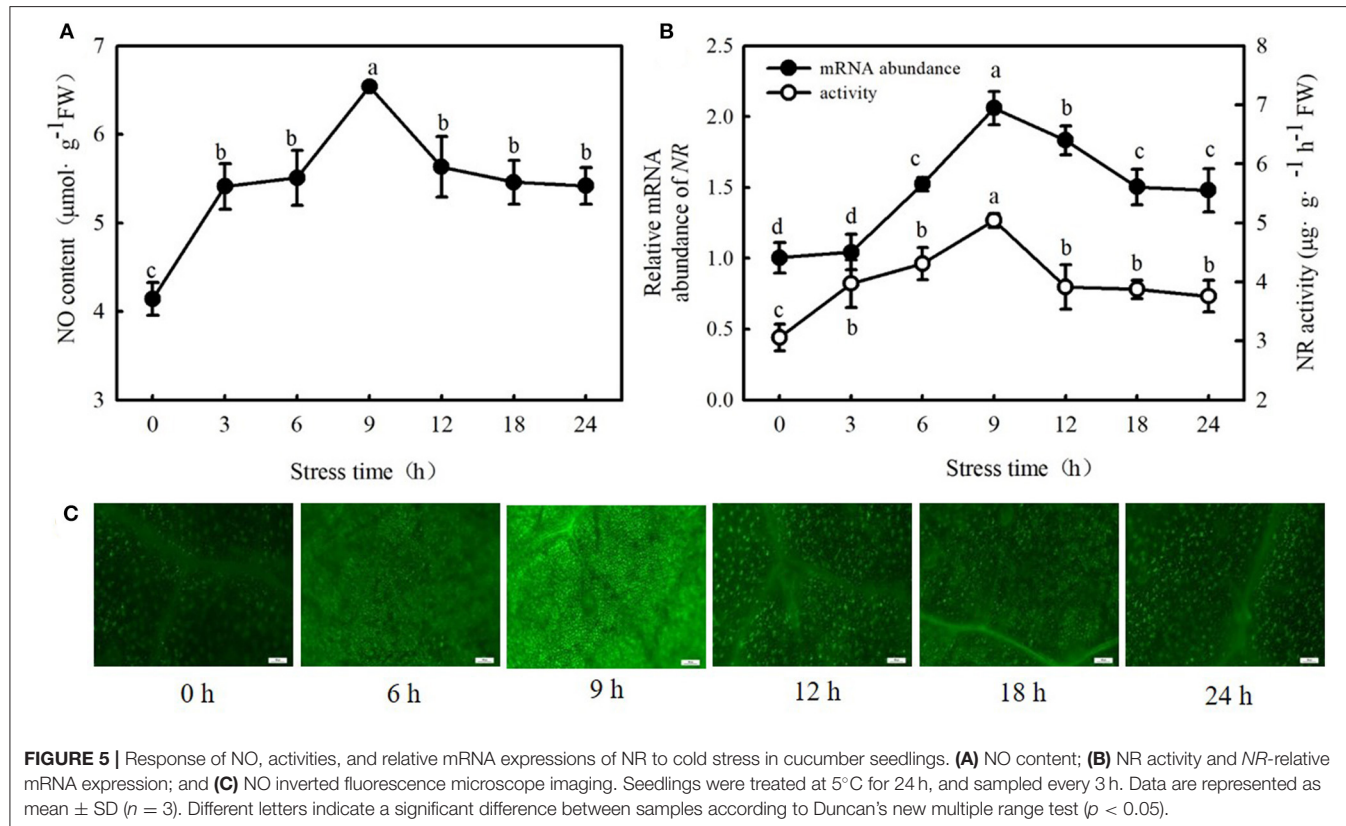 A
B
7
6
5
4
3
NO content (μmol· g⁻¹FW)
c
b
b
a
b
b
b
0 3 6 9 12 18 24
Stress time (h)
2.5
2.0
1.5
1.0
0.5
0.0
Relative mRNA
abundance of NR
mRNA abundance
activity
d
d
c
a
b
c
c
c
b
b
a
b
b
b
8
7
6
5
4
3
2
NR activity (μg· g· ⁻¹ h⁻¹ FW)
0 3 6 9 12 18 24
Stress time (h)
C
0 h 6 h 9 h 12 h 18 h 24 h
FIGURE 5 | Response of NO, activities, and relative mRNA expressions of NR to cold stress in cucumber seedlings. (A) NO content; (B) NR activity and NR-relative
mRNA expression; and (C) NO inverted fluorescence microscope imaging. Seedlings were treated at 5°C for 24 h, and sampled every 3 h. Data are represented as
mean ± SD (n = 3). Different letters indicate a significant difference between samples according to Duncan's new multiple range test (p < 0.05).